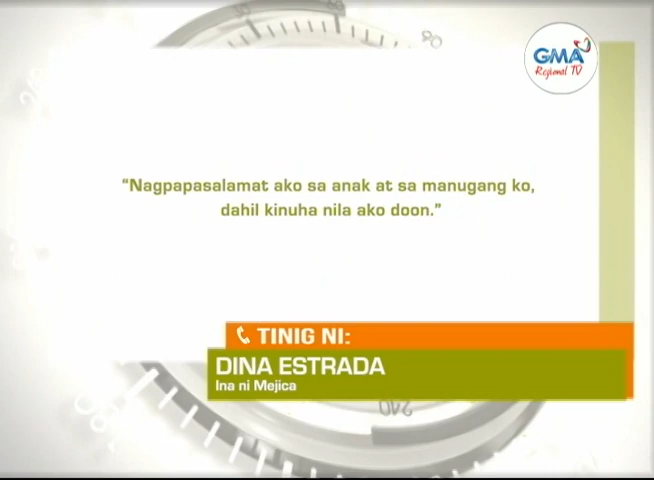 GMA
Regional TV
"Nagpapasalamat ako sa anak at sa manugang ko,
dahil kinuha nila ako doon."
TINIG NI:
DINA ESTRADA
Ina ni Mejica
240